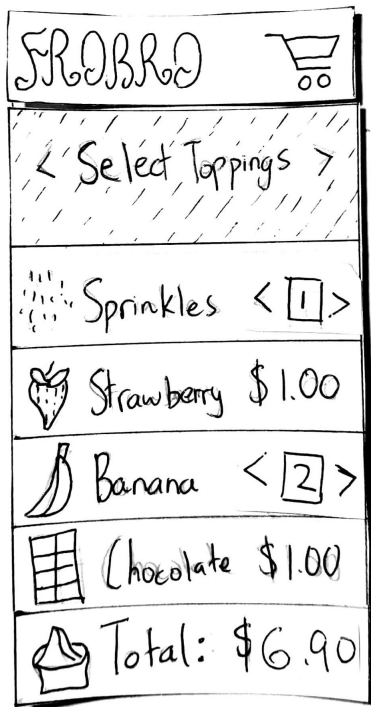 FROBRO
< Select Toppings >
Sprinkles < 1 >
Strawberry $1.00
Banana < 2 >
Chocolate $1.00
Total: $6.90